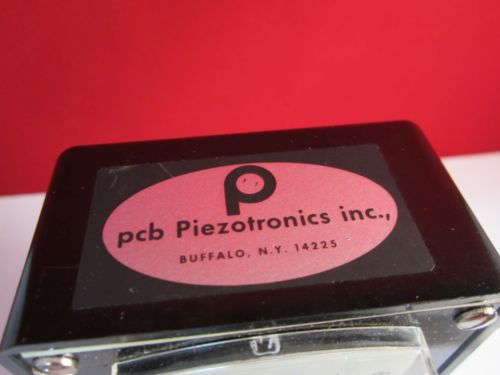 p
pcb Piezotronics inc.,
BUFFALO, N.Y. 14225